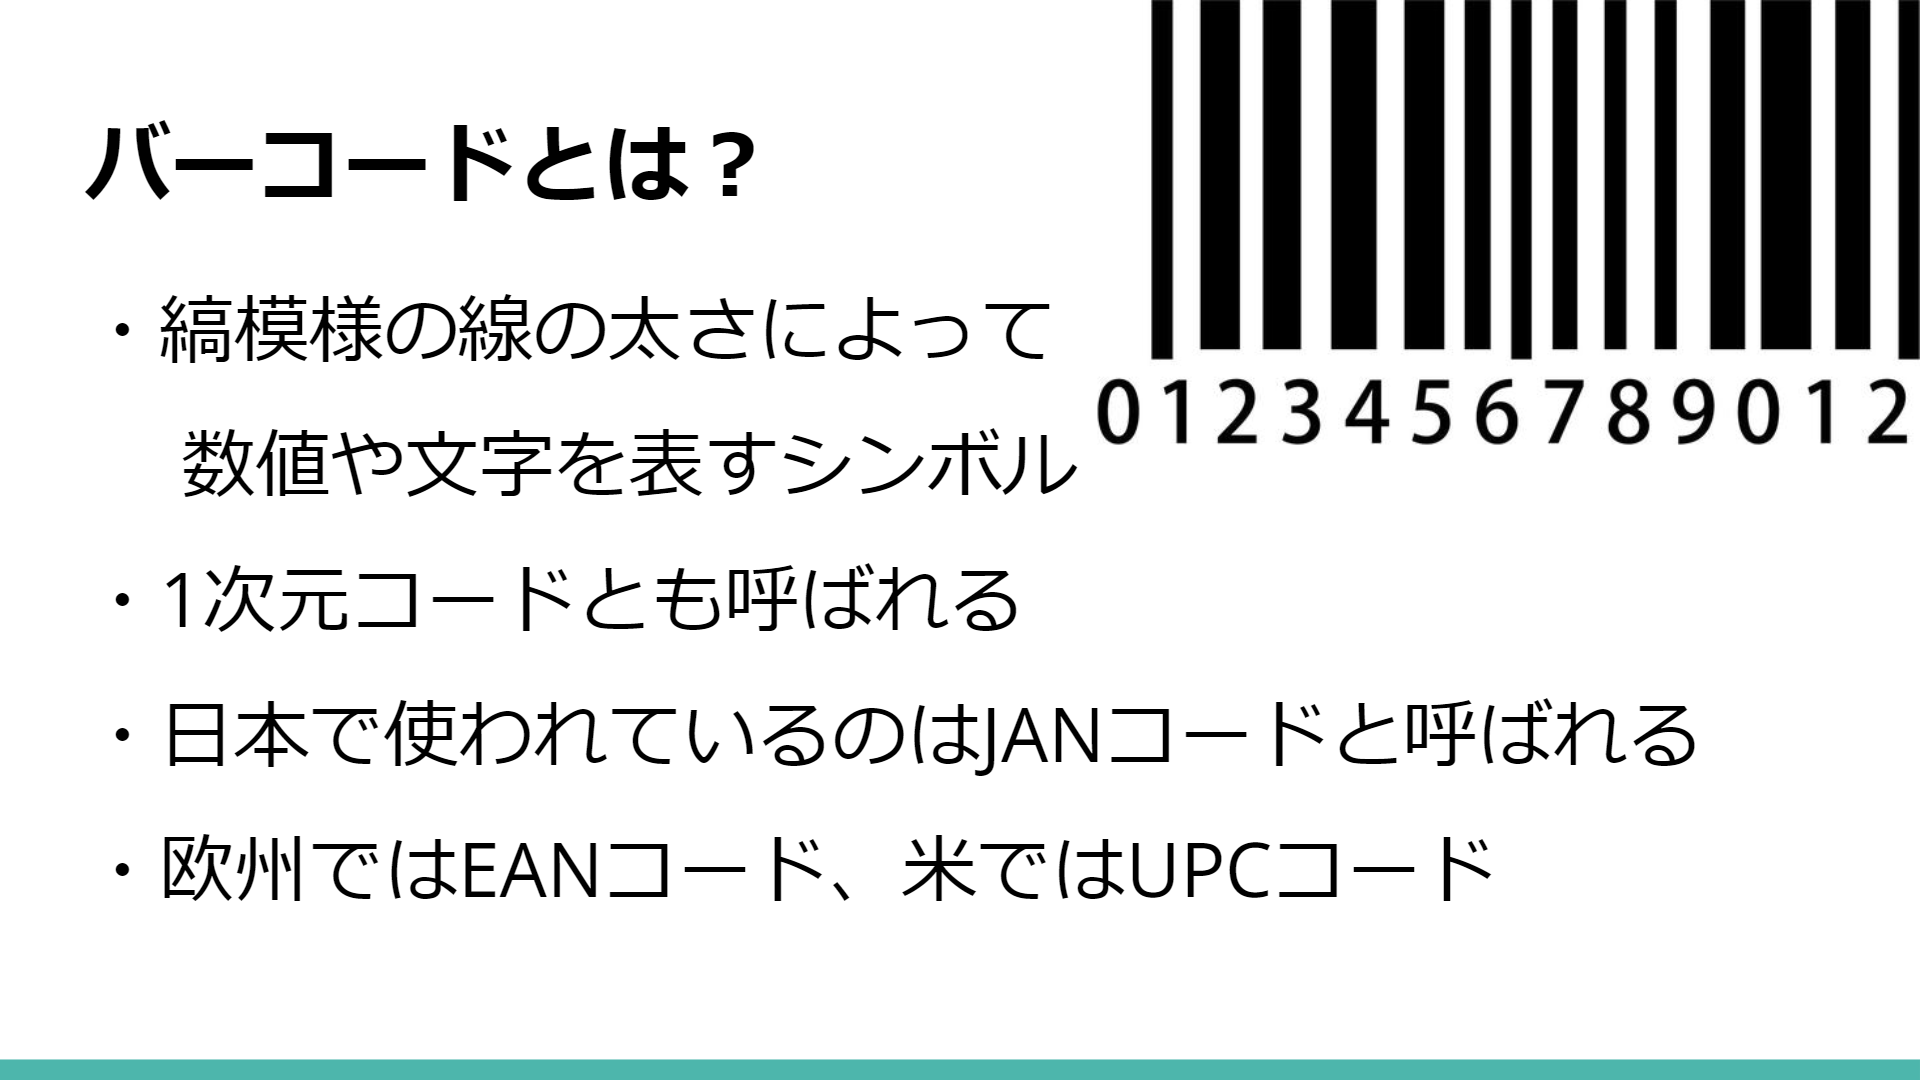 バーコードとは？
・縞模様の線の太さによって
数値や文字を表すシンボル
・1次元コードとも呼ばれる
・日本で使われているのはJANコードと呼ばれる
・欧州ではEANコード、米ではUPCコード
0123456789012